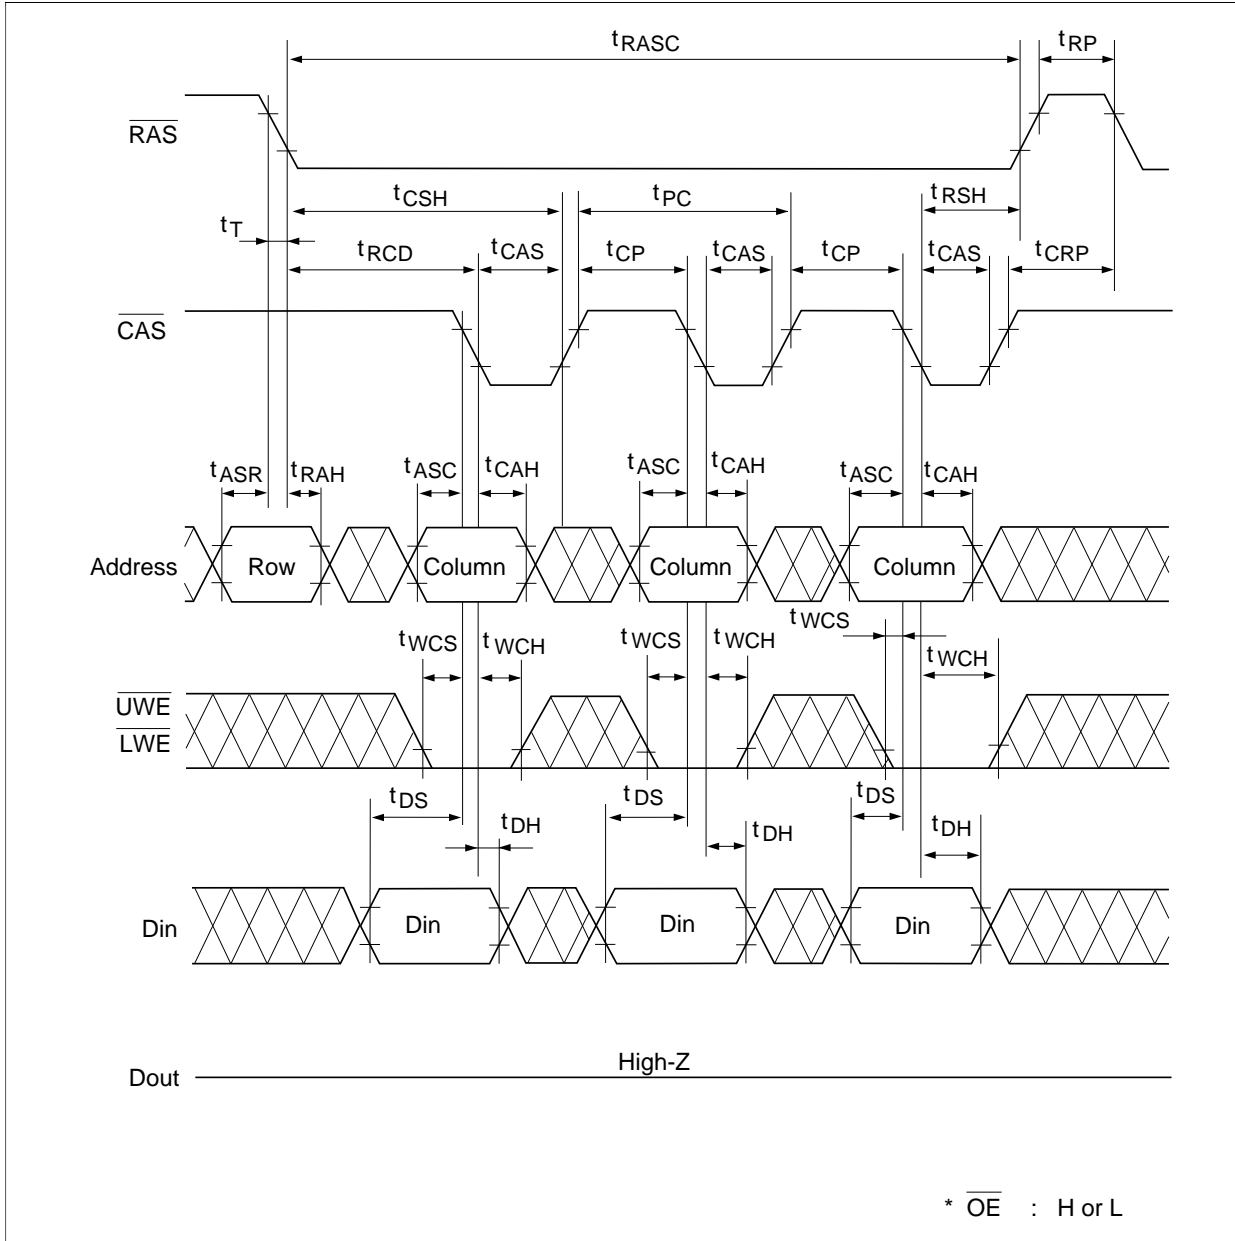 tRASC tRP
RAS
tCSH tPC tRSH
tT tRCD tCAS tCP tCAS tCP tCAS tCRP
CAS
tASR tRAH tASC tCAH tASC tCAH tASC tCAH
Address Row Column Column Column
tWCS tWCH tWCS tWCH tWCS tWCH
UWE
LWE
tDS tDH tDS tDH tDS tDH
Din Din Din Din
High-Z
Dout
* OE : H or L